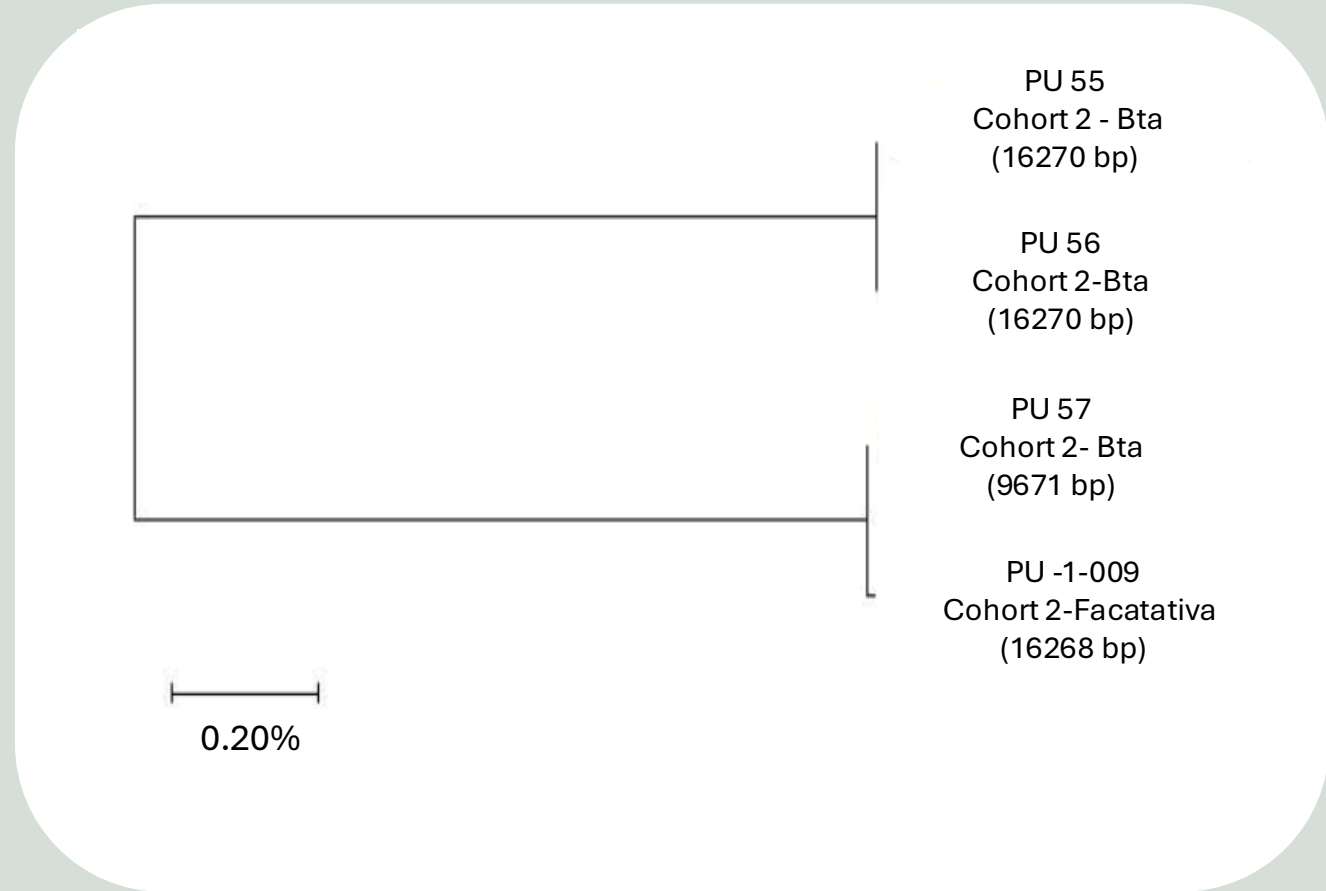 PU 55
Cohort 2 - Bta
(16270 bp)
PU 56
Cohort 2-Bta
(16270 bp)
PU 57
Cohort 2- Bta
(9671 bp)
PU -1-009
Cohort 2-Facatativa
(16268 bp)
0.20%